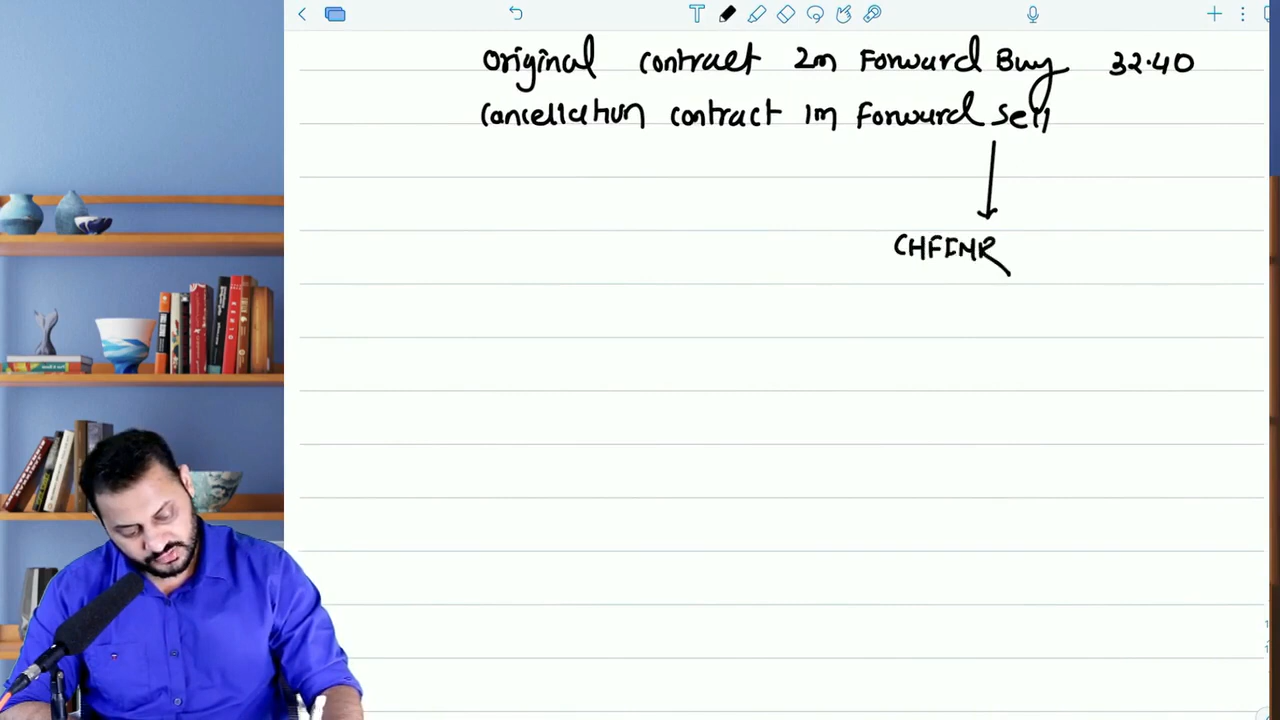 Original contract 2m Forward Buy 32.40
Cancellation contract 1m Forward Sell
CHFINR